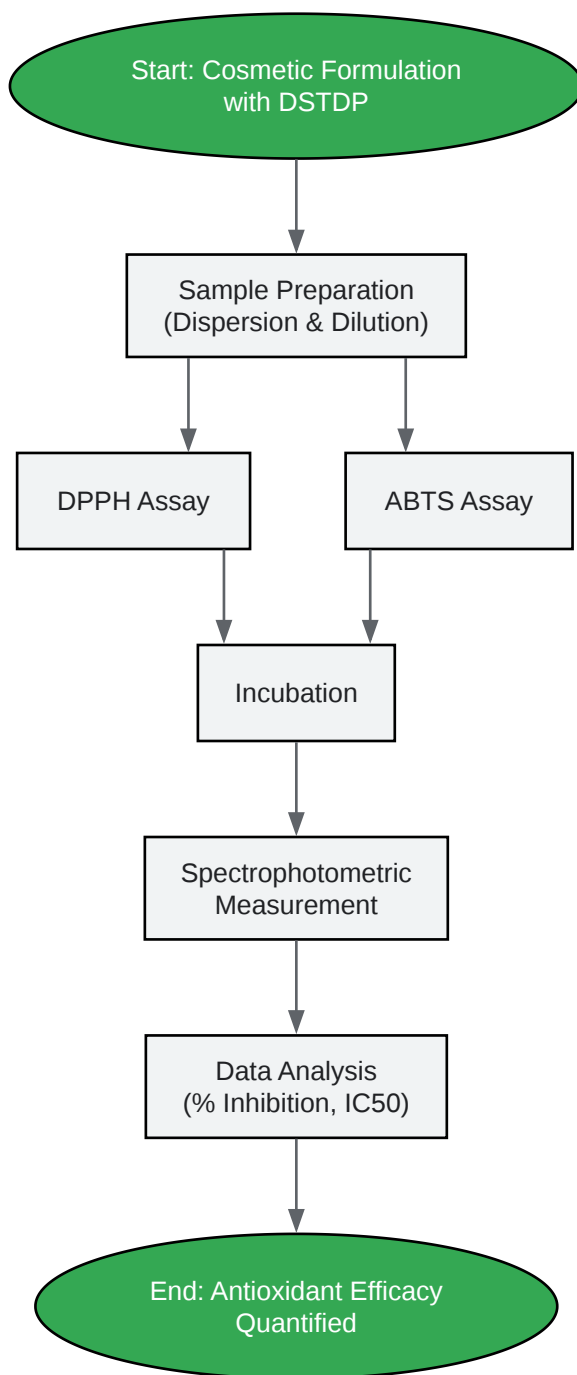 Start: Cosmetic Formulation
with DSTDP
Sample Preparation
(Dispersion & Dilution)
DPPH Assay
ABTS Assay
Incubation
Spectrophotometric
Measurement
Data Analysis
(% Inhibition, IC50)
End: Antioxidant Efficacy
Quantified